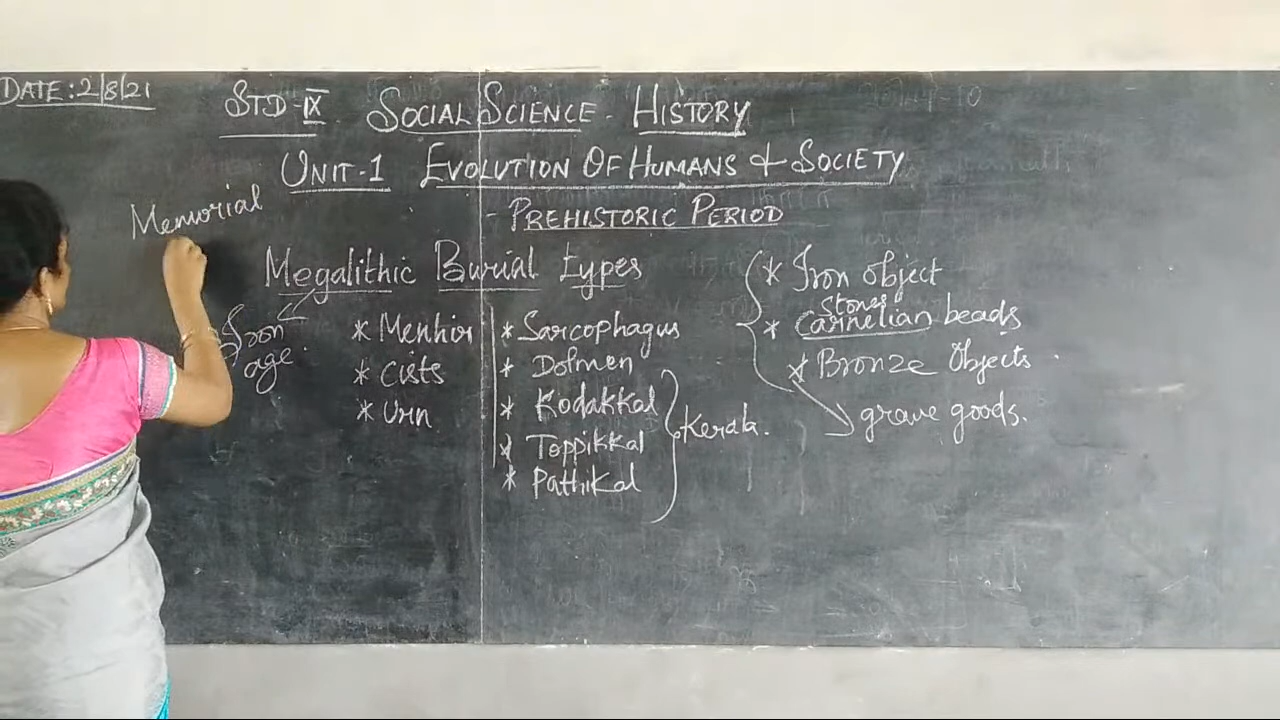 DATE: 2/8/21
STD-IX SOCIAL SCIENCE - HISTORY
UNIT-1 EVOLUTION OF HUMANS & SOCIETY
- PREHISTORIC PERIOD
Memorial
Megalithic Burial types
Iron age.
* Menhir
* Cists
* Urn
* Sarcophagus
* Dolmen
* Kodakkal
* Toppikkal
* Pathikal
Kerala.
* Iron object
Stones
* Carnelian beads
* Bronze Objects
grave goods.